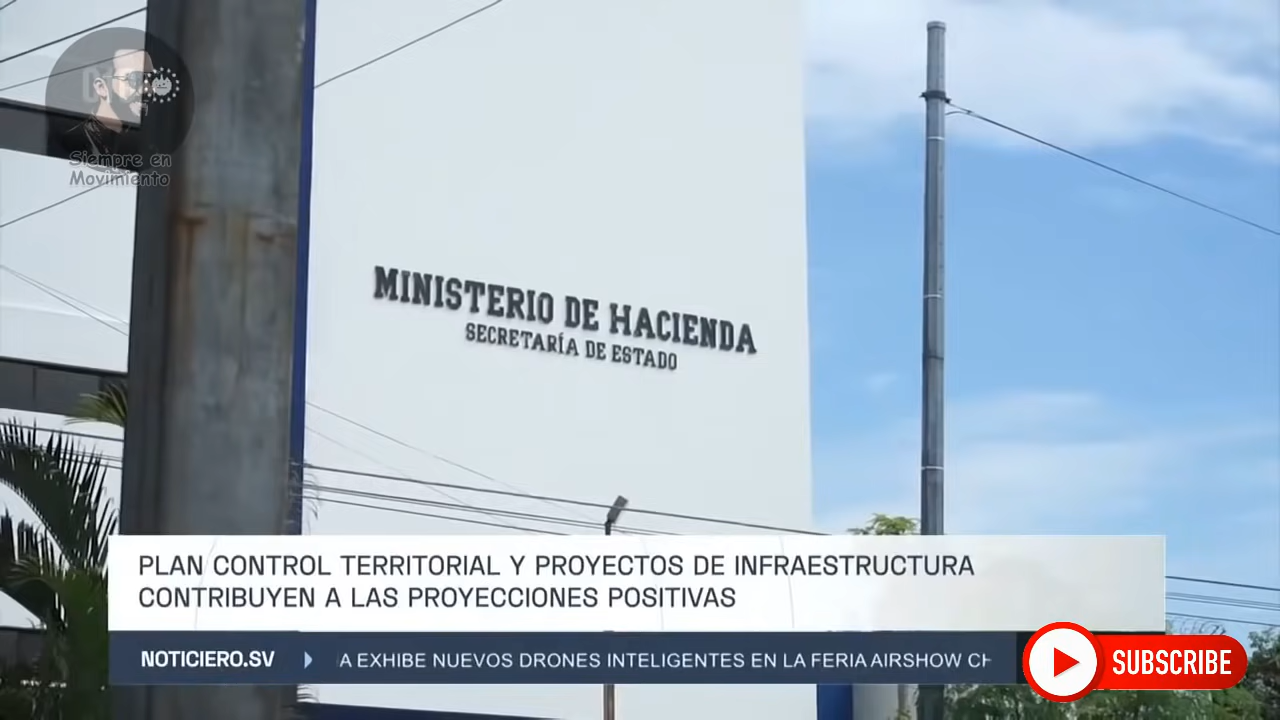 Siempre en
Movimiento
MINISTERIO DE HACIENDA
SECRETARÍA DE ESTADO
PLAN CONTROL TERRITORIAL Y PROYECTOS DE INFRAESTRUCTURA
CONTRIBUYEN A LAS PROYECCIONES POSITIVAS
NOTICIERO.SV
A EXHIBE NUEVOS DRONES INTELIGENTES EN LA FERIA AIRSHOW
SUBSCRIBE